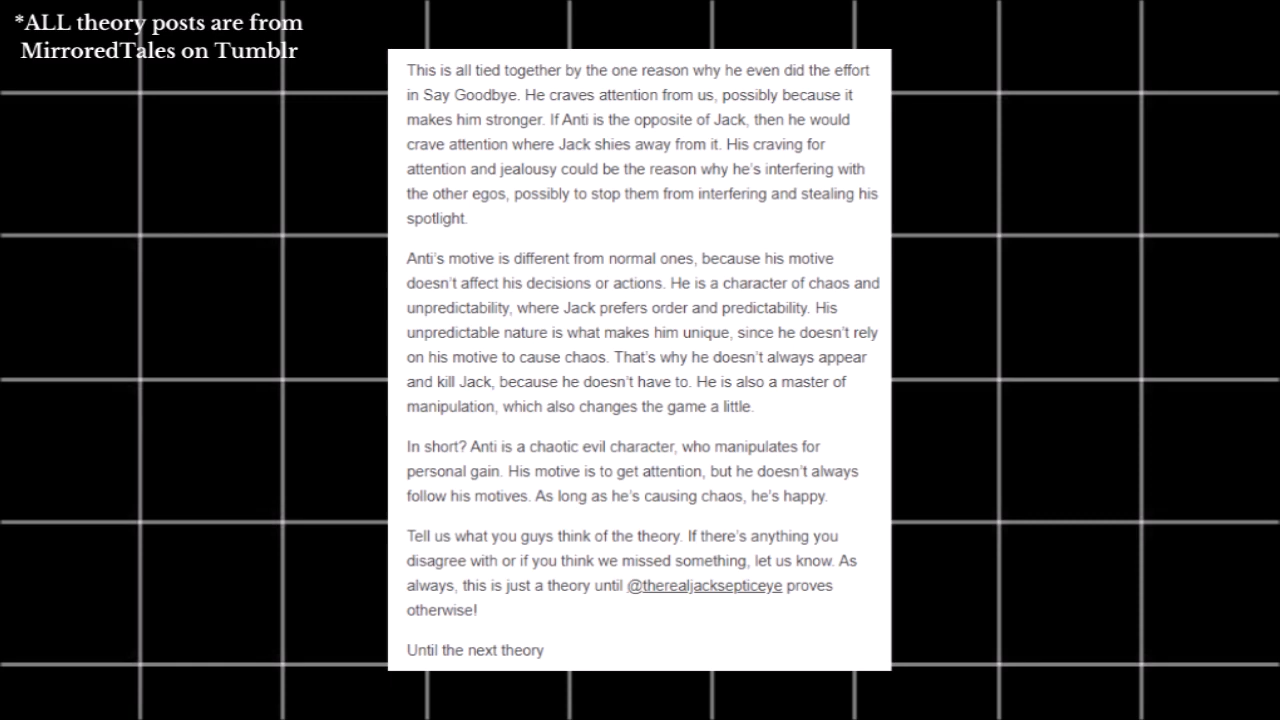 *ALL theory posts are from
MirroredTales on Tumblr
This is all tied together by the one reason why he even did the effort
in Say Goodbye. He craves attention from us, possibly because it
makes him stronger. If Anti is the opposite of Jack, then he would
crave attention where Jack shies away from it. His craving for
attention and jealousy could be the reason why he’s interfering with
the other egos, possibly to stop them from interfering and stealing his
spotlight.
Anti’s motive is different from normal ones, because his motive
doesn’t affect his decisions or actions. He is a character of chaos and
unpredictability, where Jack prefers order and predictability. His
unpredictable nature is what makes him unique, since he doesn’t rely
on his motive to cause chaos. That’s why he doesn’t always appear
and kill Jack, because he doesn’t have to. He is also a master of
manipulation, which also changes the game a little.
In short? Anti is a chaotic evil character, who manipulates for
personal gain. His motive is to get attention, but he doesn’t always
follow his motives. As long as he’s causing chaos, he’s happy.
Tell us what you guys think of the theory. If there’s anything you
disagree with or if you think we missed something, let us know. As
always, this is just a theory until @therealjacksepticeye proves
otherwise!
Until the next theory